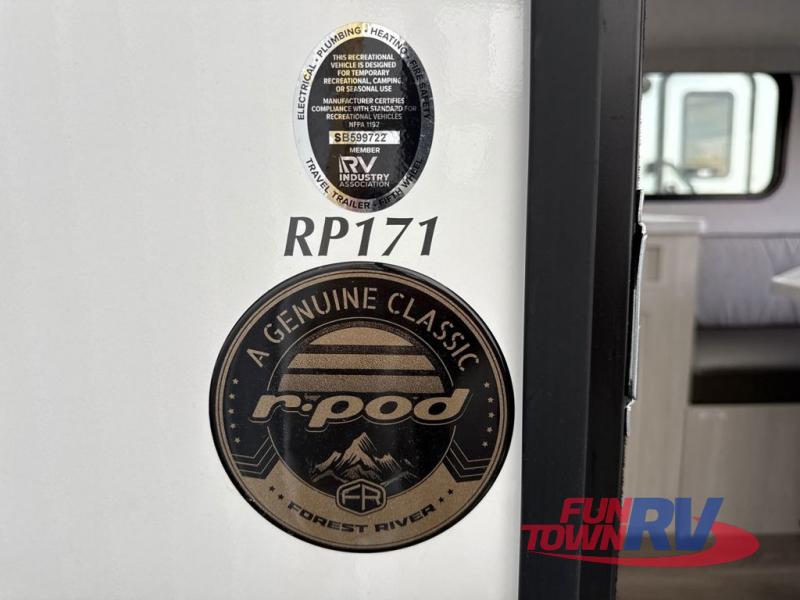 ELECTRICAL • PLUMBING • HEATING • FIRE SAFETY
THIS RECREATIONAL
VEHICLE IS DESIGNED
FOR TEMPORARY
RECREATIONAL, CAMPING,
OR SEASONAL USE
MANUFACTURER CERTIFIES
COMPLIANCE WITH STANDARD FOR
RECREATIONAL VEHICLES
NFPA 1192
SB599722
MEMBER
RV
INDUSTRY
ASSOCIATION
TRAVEL TRAILER • FIFTH WHEEL
RP171
A GENUINE CLASSIC
r•pod
FR
FOREST RIVER
FUN
TOWN RV